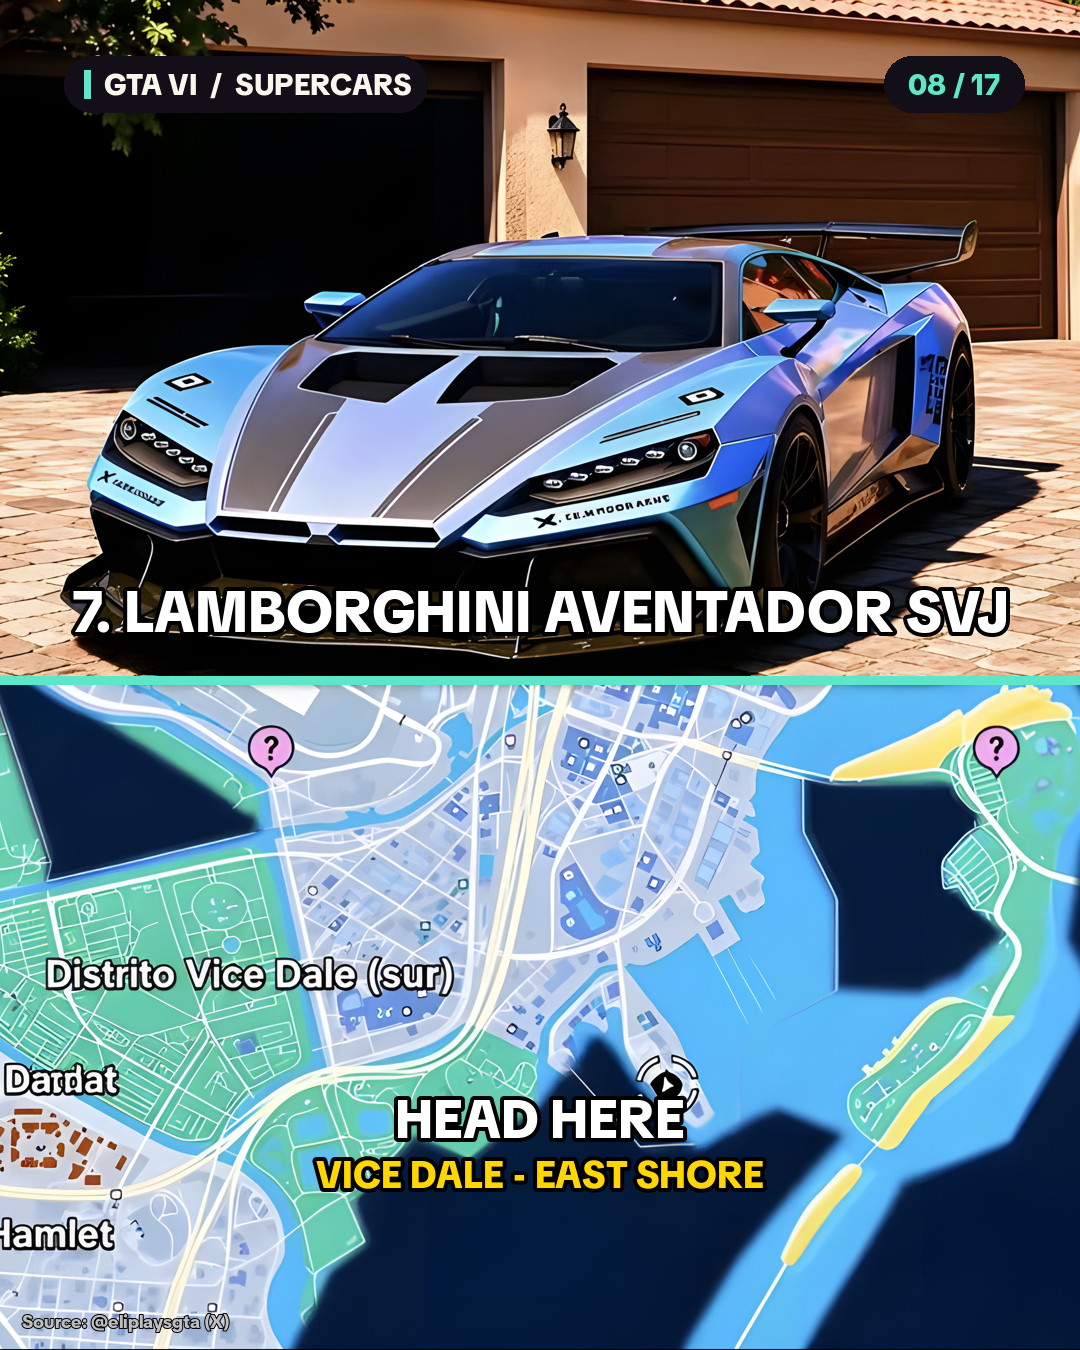 GTA VI / SUPERCARS
08 / 17
7. LAMBORGHINI AVENTADOR SVJ
?
?
Distrito Vice Dale (sur)
HEAD HERE
VICE DALE - EAST SHORE
Hamlet
Source: @eliplaysgta (X)